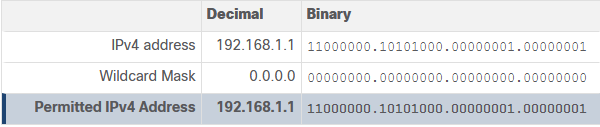 Decimal Binary
IPv4 address 192.168.1.1 11000000.10101000.00000001.00000001
Wildcard Mask 0.0.0.0 00000000.00000000.00000000.00000000
Permitted IPv4 Address 192.168.1.1 11000000.10101000.00000001.00000001